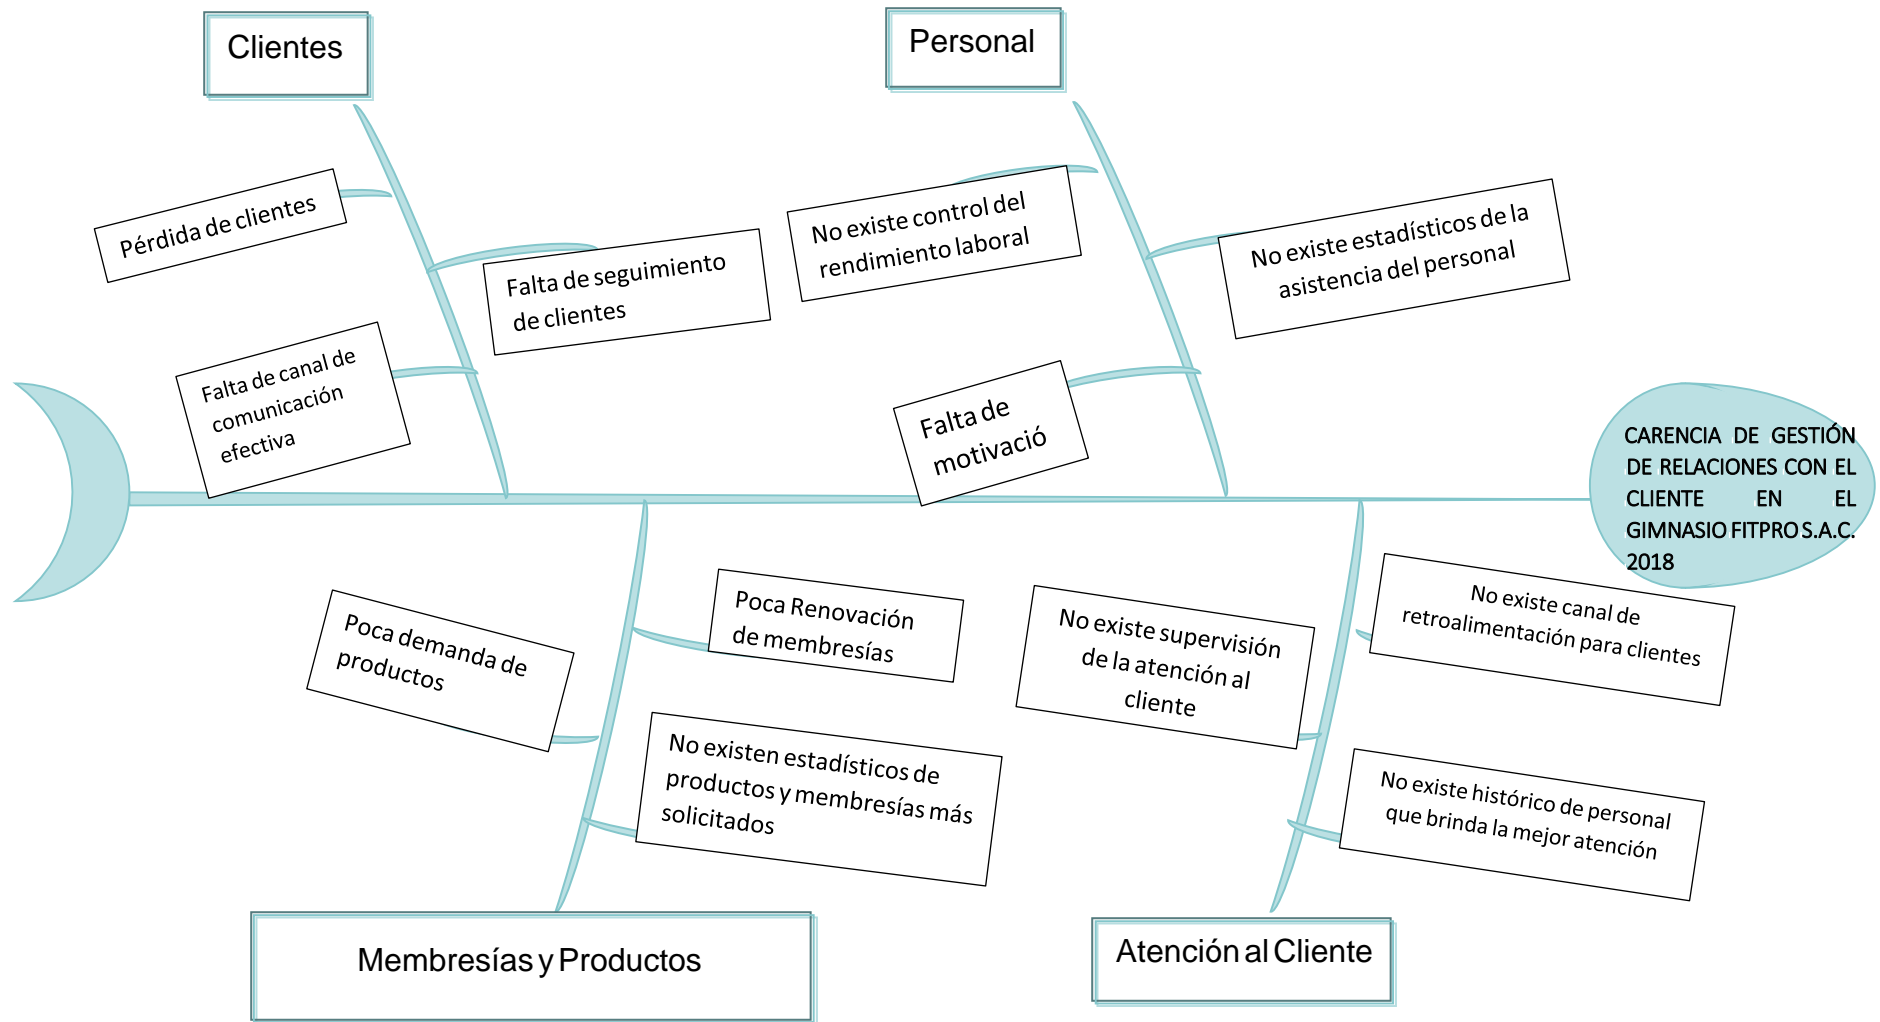 Clientes
Personal
Pérdida de clientes
Falta de seguimiento
de clientes
Falta de canal de
comunicación
efectiva
No existe control del
rendimiento laboral
No existe estadísticos de la
asistencia del personal
Falta de
motivació
CARENCIA DE GESTIÓN
DE RELACIONES CON EL
CLIENTE EN EL
GIMNASIO FITPRO S.A.C.
2018
Poca demanda de
productos
Poca Renovación
de membresías
No existen estadísticos de
productos y membresías más
solicitados
No existe supervisión
de la atención al
cliente
No existe canal de
retroalimentación para clientes
No existe histórico de personal
que brinda la mejor atención
Membresías y Productos
Atención al Cliente